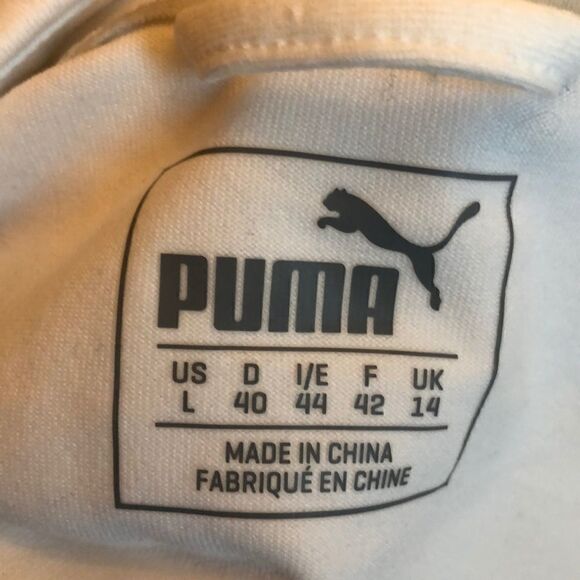 PUMA
US D I/E F UK
L 40 44 42 14
MADE IN CHINA
FABRIQUÉ EN CHINE